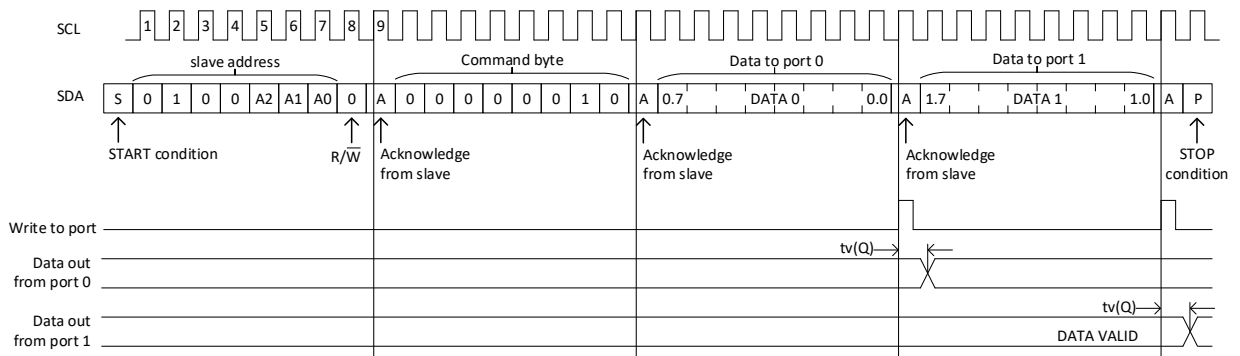 SCL 1 2 3 4 5 6 7 8 9
slave address Command byte Data to port 0 Data to port 1
SDA S 0 1 0 0 A2 A1 A0 0 A 0 0 0 0 0 0 1 0 A 0.7 DATA 0 0.0 A 1.7 DATA 1 1.0 A P
START condition R/W̅ Acknowledge Acknowledge Acknowledge STOP
from slave from slave from slave condition
Write to port
tv(Q)
Data out
from port 0
tv(Q)
Data out
from port 1 DATA VALID